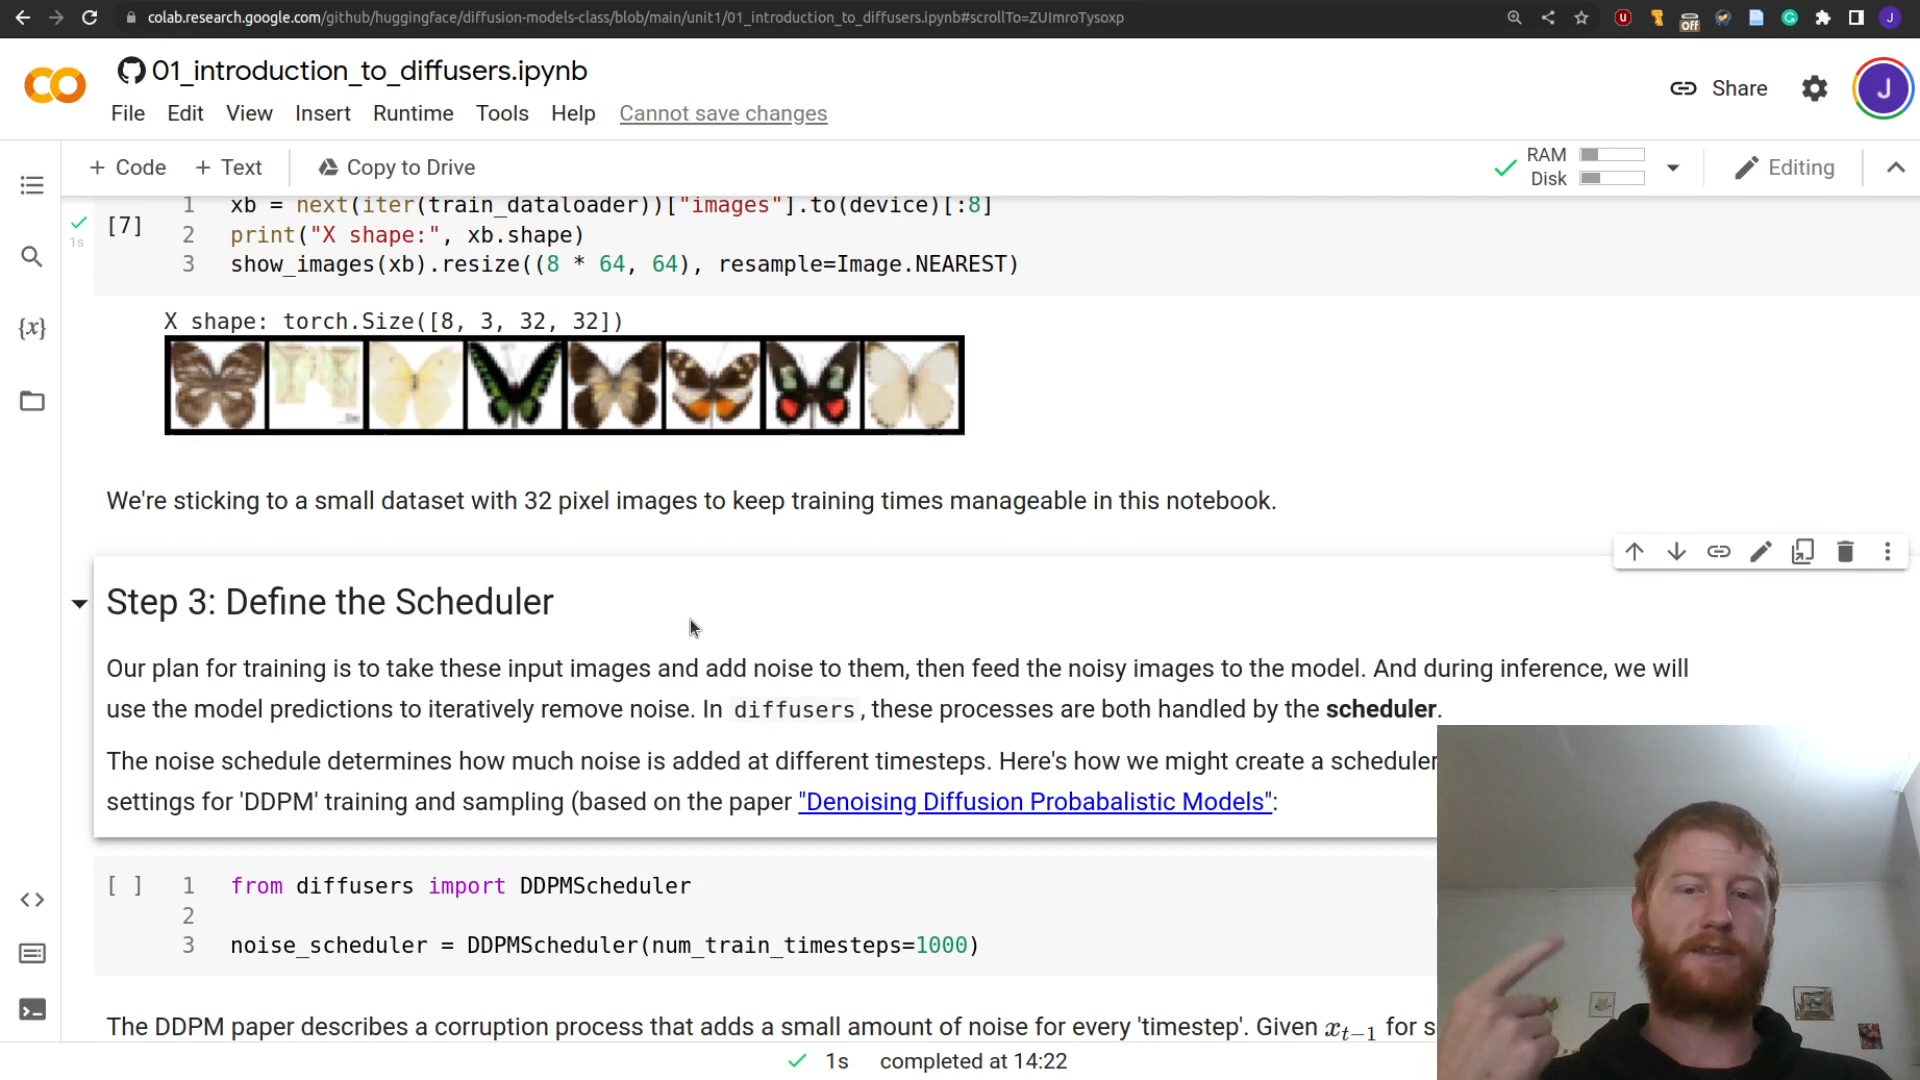 colab.research.google.com/github/huggingface/diffusion-models-class/blob/main/unit1/01_introduction_to_diffusers.ipynb#scrollTo=ZUImroTysoxp
off
J
01_introduction_to_diffusers.ipynb
File Edit View Insert Runtime Tools Help Cannot save changes
Share
J
+ Code + Text Copy to Drive
RAM
Disk
Editing
[7]
1s
1 xb = next(iter(train_dataloader))["images"].to(device)[:8]
2 print("X shape:", xb.shape)
3 show_images(xb).resize((8 * 64, 64), resample=Image.NEAREST)
{x}
X shape: torch.Size([8, 3, 32, 32])
We're sticking to a small dataset with 32 pixel images to keep training times manageable in this notebook.
Step 3: Define the Scheduler
Our plan for training is to take these input images and add noise to them, then feed the noisy images to the model. And during inference, we will
use the model predictions to iteratively remove noise. In diffusers, these processes are both handled by the scheduler.
The noise schedule determines how much noise is added at different timesteps. Here's how we might create a scheduler
settings for 'DDPM' training and sampling (based on the paper "Denoising Diffusion Probabalistic Models":
[ ]
1 from diffusers import DDPMScheduler
2
3 noise_scheduler = DDPMScheduler(num_train_timesteps=1000)
The DDPM paper describes a corruption process that adds a small amount of noise for every 'timestep'. Given x_{t−1} for s
1s completed at 14:22